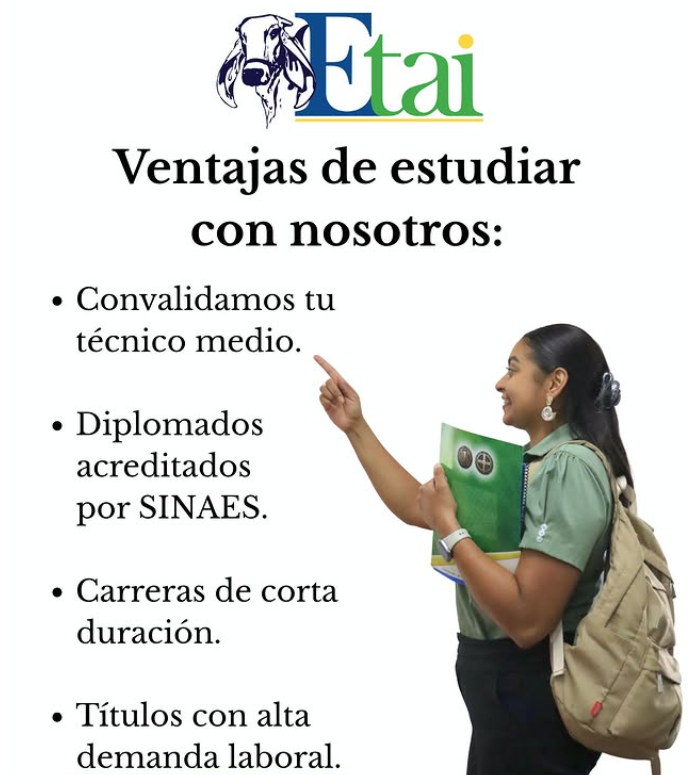 Etai
Ventajas de estudiar
con nosotros:
• Convalidamos tu
técnico medio.
• Diplomados
acreditados
por SINAES.
• Carreras de corta
duración.
• Títulos con alta
demanda laboral.